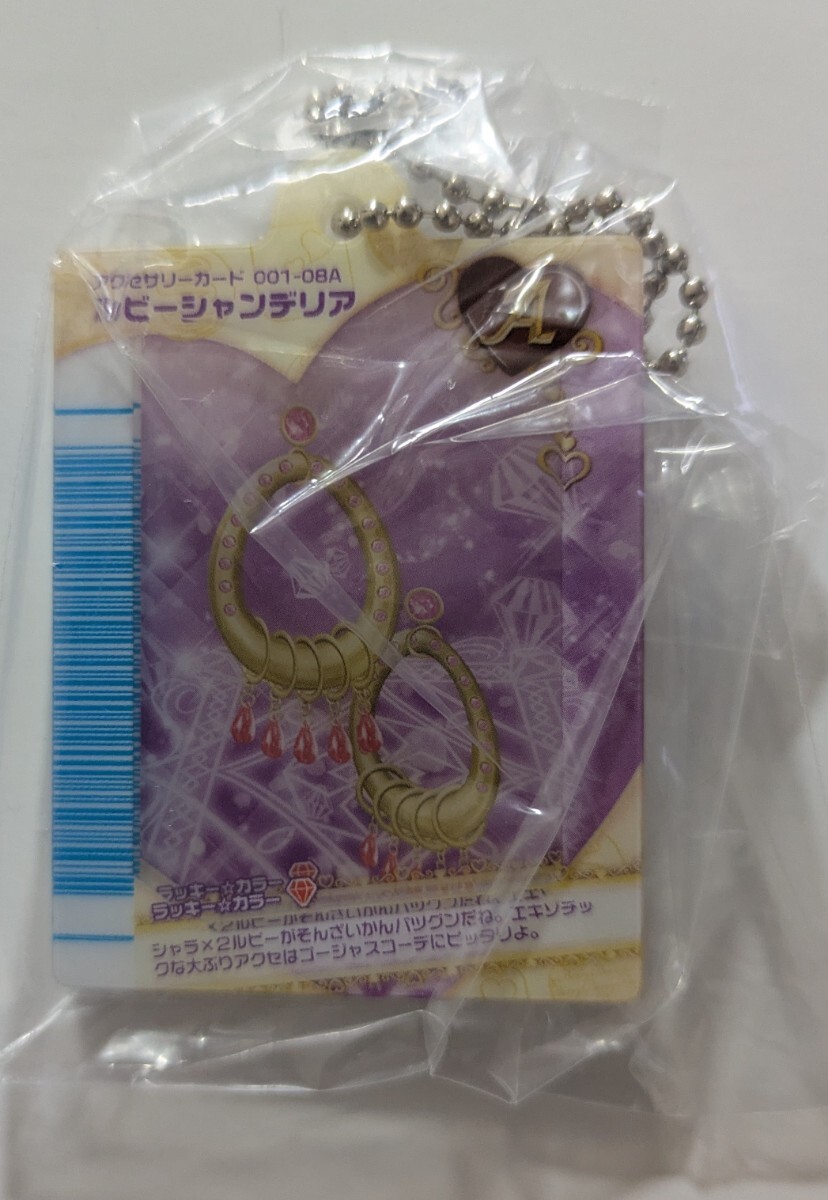 アクセサリーカード 001-08A
ルビーシャンデリア
A
ラッキー☆カラー
ラッキー☆カラー
シャラ×2ルビーがそんざいかんバツグンだね。エキゾチッ
クな大ぶりアクセはゴージャスコーデにピッタリよ。